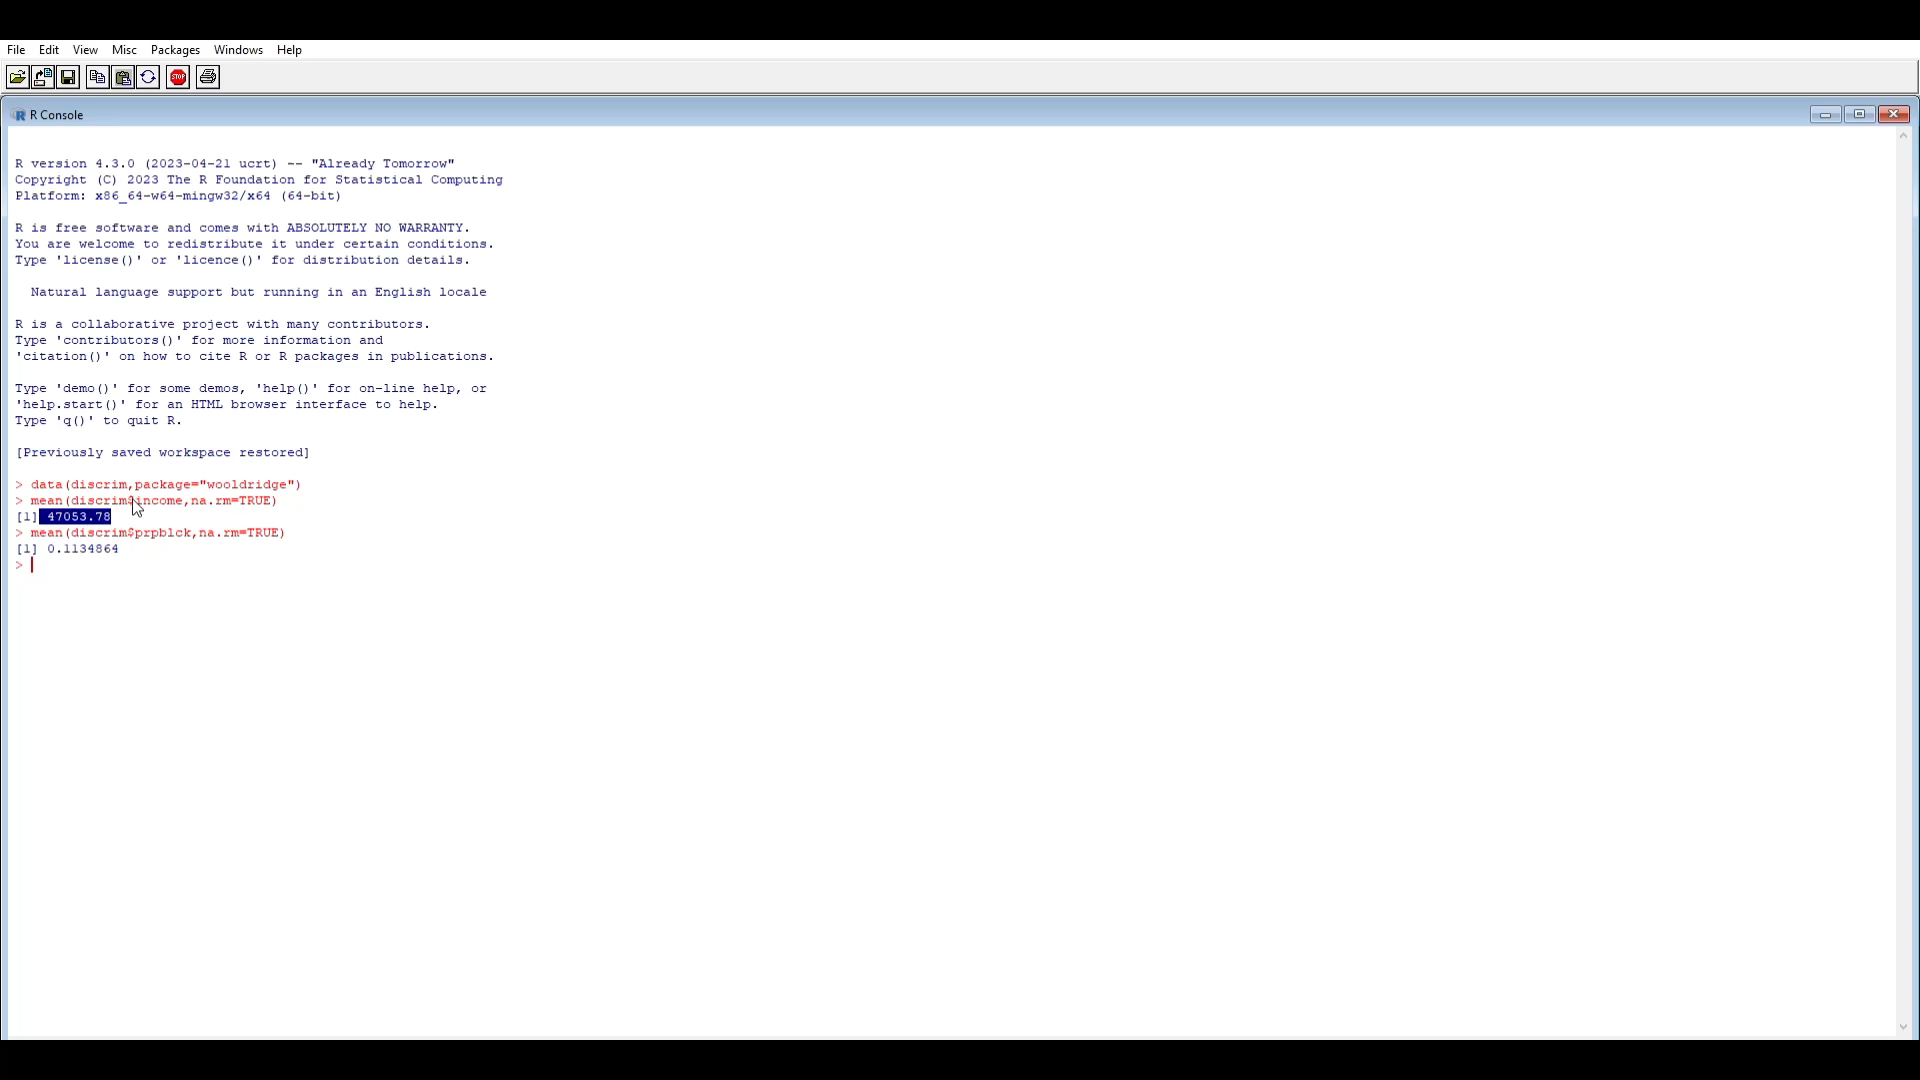 File Edit View Misc Packages Windows Help
STOP
R Console
R version 4.3.0 (2023-04-21 ucrt) -- "Already Tomorrow"
Copyright (C) 2023 The R Foundation for Statistical Computing
Platform: x86_64-w64-mingw32/x64 (64-bit)
R is free software and comes with ABSOLUTELY NO WARRANTY.
You are welcome to redistribute it under certain conditions.
Type 'license()' or 'licence()' for distribution details.
Natural language support but running in an English locale
R is a collaborative project with many contributors.
Type 'contributors()' for more information and
'citation()' on how to cite R or R packages in publications.
Type 'demo()' for some demos, 'help()' for on-line help, or
'help.start()' for an HTML browser interface to help.
Type 'q()' to quit R.
[Previously saved workspace restored]
> data(discrim,package="wooldridge")
> mean(discrim$income,na.rm=TRUE)
[1] 47053.78
> mean(discrim$prpblck,na.rm=TRUE)
[1] 0.1134864
>